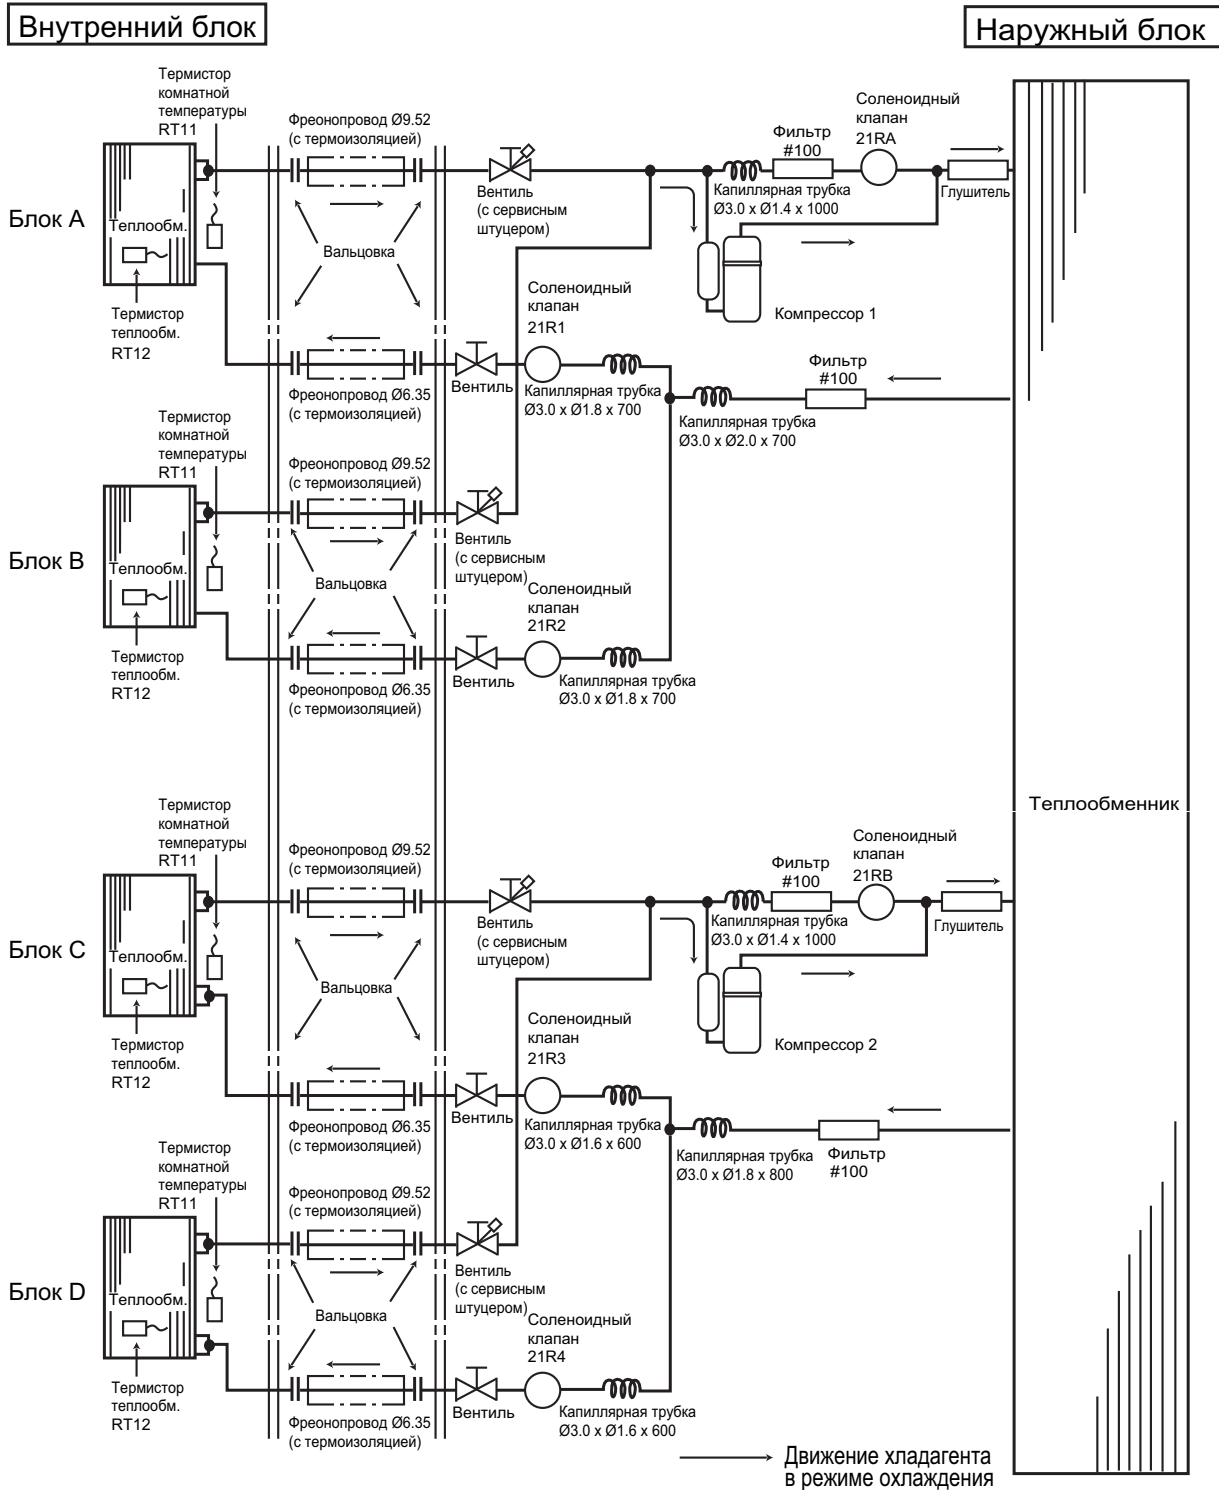 Внутренний блок
Наружный блок
Термистор
комнатной
температуры
RT11
Фреонопровод Ø9.52
(с термоизоляцией)
Соленоидный
клапан
21RA
Фильтр
#100
Вентиль
(с сервисным
штуцером)
Капиллярная трубка
Ø3.0 x Ø1.4 x 1000
Глушитель
Блок A
Теплообм.
Вальцовка
Термистор
теплообм.
RT12
Соленоидный
клапан
21R1
Компрессор 1
Фреонопровод Ø6.35
(с термоизоляцией)
Вентиль
Капиллярная трубка
Ø3.0 x Ø1.8 x 700
Фильтр
#100
Капиллярная трубка
Ø3.0 x Ø2.0 x 700
Термистор
комнатной
температуры
RT11
Фреонопровод Ø9.52
(с термоизоляцией)
Вентиль
(с сервисным
штуцером)
Блок B
Теплообм.
Вальцовка
Соленоидный
клапан
21R2
Термистор
теплообм.
RT12
Фреонопровод Ø6.35
(с термоизоляцией)
Вентиль
Капиллярная трубка
Ø3.0 x Ø1.8 x 700
Теплообменник
Термистор
комнатной
температуры
RT11
Фреонопровод Ø9.52
(с термоизоляцией)
Соленоидный
клапан
21RB
Фильтр
#100
Вентиль
(с сервисным
штуцером)
Капиллярная трубка
Ø3.0 x Ø1.4 x 1000
Глушитель
Блок C
Теплообм.
Вальцовка
Термистор
теплообм.
RT12
Соленоидный
клапан
21R3
Компрессор 2
Фреонопровод Ø6.35
(с термоизоляцией)
Вентиль
Капиллярная трубка
Ø3.0 x Ø1.6 x 600
Капиллярная трубка
Ø3.0 x Ø1.8 x 800
Фильтр
#100
Термистор
комнатной
температуры
RT11
Фреонопровод Ø9.52
(с термоизоляцией)
Вентиль
(с сервисным
штуцером)
Блок D
Теплообм.
Вальцовка
Соленоидный
клапан
21R4
Термистор
теплообм.
RT12
Фреонопровод Ø6.35
(с термоизоляцией)
Вентиль
Капиллярная трубка
Ø3.0 x Ø1.6 x 600
Движение хладагента
в режиме охлаждения